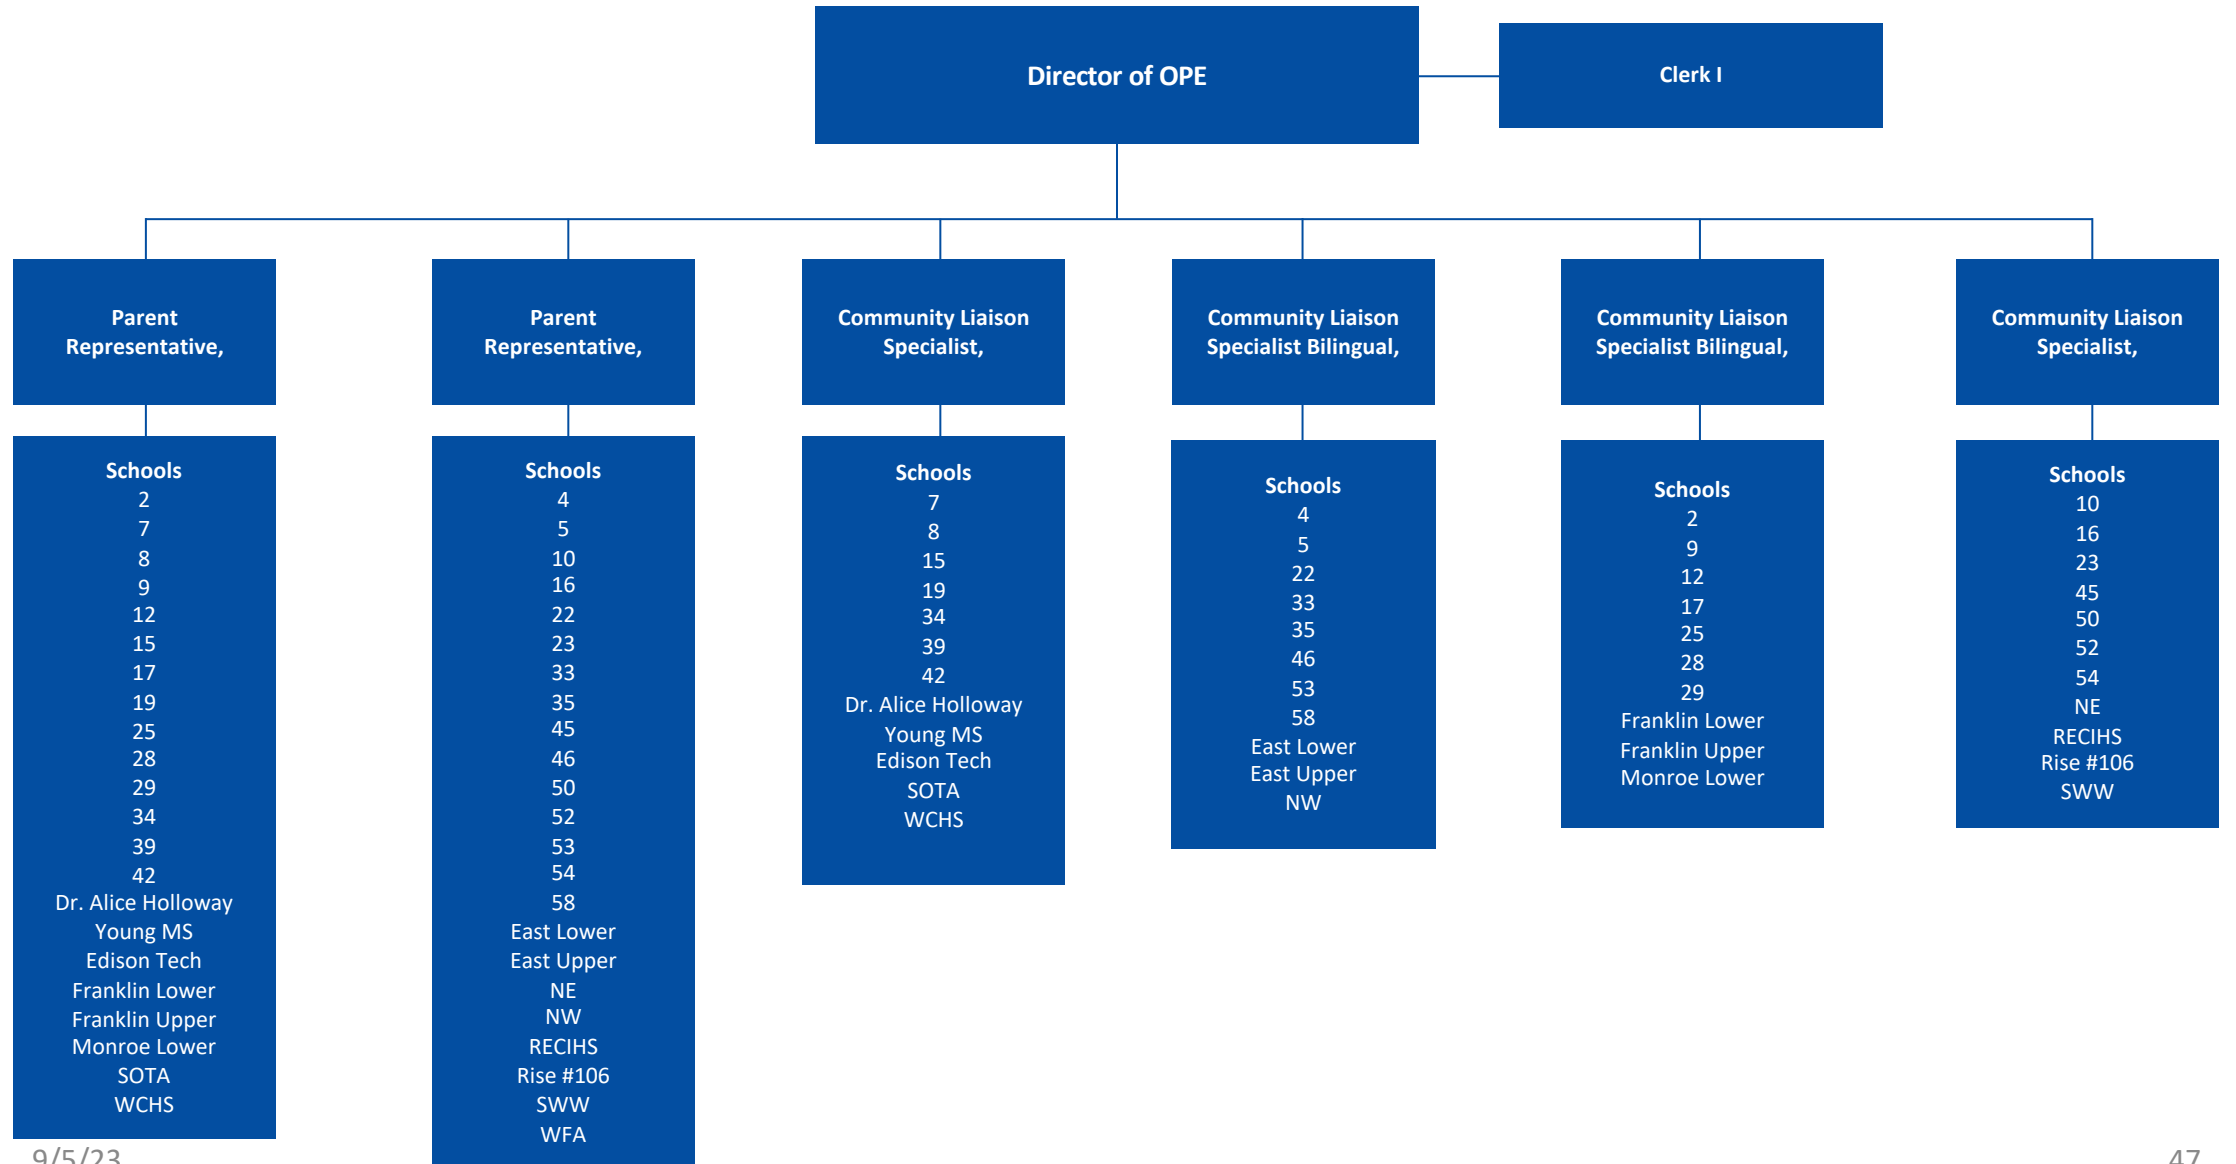 Director of OPE
Clerk I
Parent
Representative,
Parent
Representative,
Community Liaison
Specialist,
Community Liaison
Specialist Bilingual,
Community Liaison
Specialist Bilingual,
Community Liaison
Specialist,
Schools
2
7
8
9
12
15
17
19
25
28
29
34
39
42
Dr. Alice Holloway
Young MS
Edison Tech
Franklin Lower
Franklin Upper
Monroe Lower
SOTA
WCHS
Schools
4
5
10
16
22
23
33
35
45
46
50
52
53
54
58
East Lower
East Upper
NE
NW
RECIHS
Rise #106
SWW
WFA
Schools
7
8
15
19
34
39
42
Dr. Alice Holloway
Young MS
Edison Tech
SOTA
WCHS
Schools
4
5
22
33
35
46
53
58
East Lower
East Upper
NW
Schools
2
9
12
17
25
28
29
Franklin Lower
Franklin Upper
Monroe Lower
Schools
10
16
23
45
50
52
54
NE
RECIHS
Rise #106
SWW
9/5/23
47